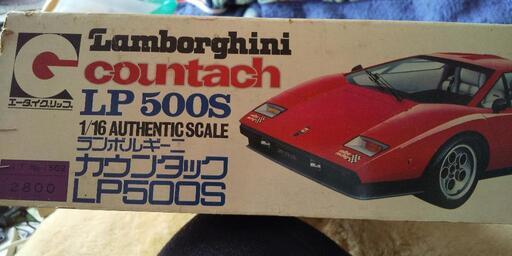 Lamborghini
countach
LP 500S
1/16 AUTHENTIC SCALE
ランボルギーニ
カウンタック
LP500S
エーダイグリップ
2800